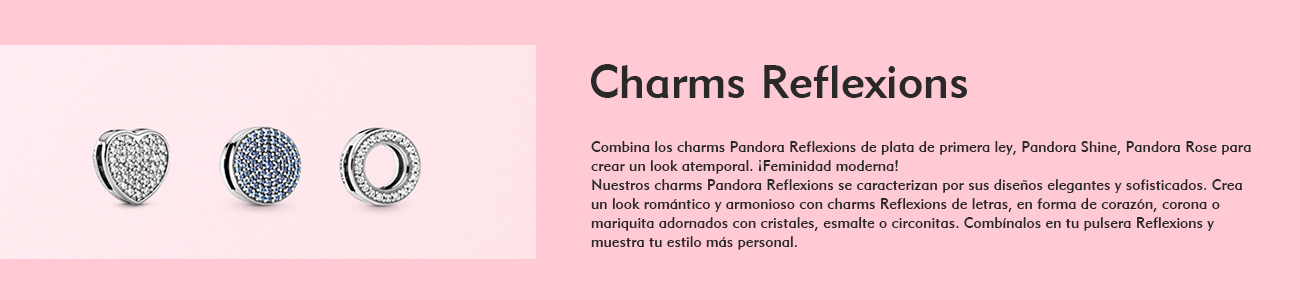 Charms Reflexions
Combina los charms Pandora Reflexions de plata de primera ley, Pandora Shine, Pandora Rose para
crear un look atemporal. ¡Feminidad moderna!
Nuestros charms Pandora Reflexions se caracterizan por sus diseños elegantes y sofisticados. Crea
un look romántico y armonioso con charms Reflexions de letras, en forma de corazón, corona o
mariquita adornados con cristales, esmalte o circonitas. Combínalos en tu pulsera Reflexions y
muestra tu estilo más personal.